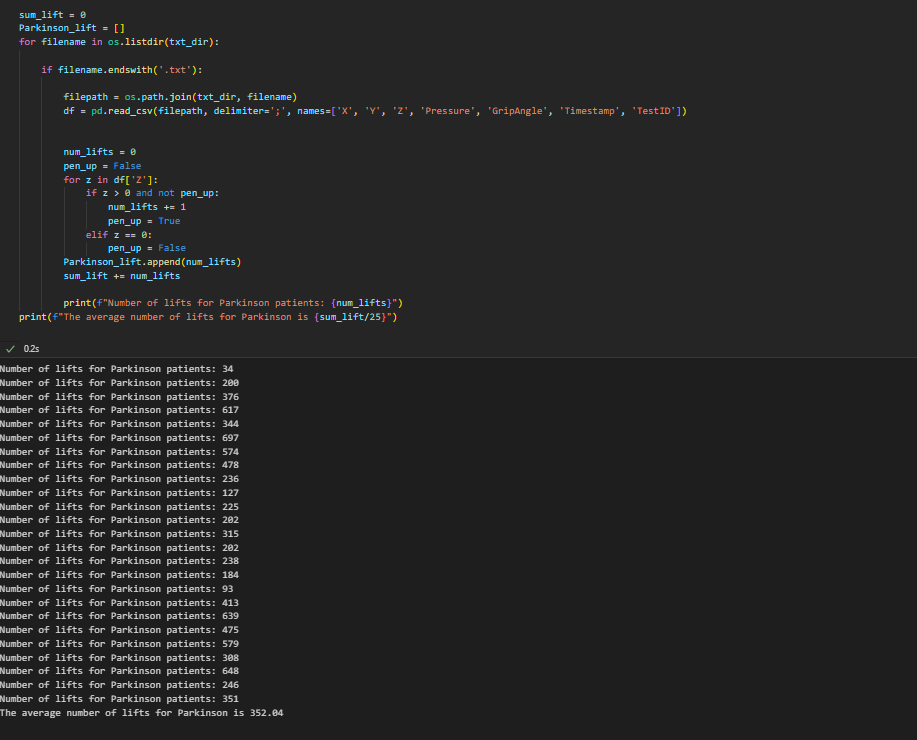 sum_lift = 0
Parkinson_lift = []
for filename in os.listdir(txt_dir):
if filename.endswith('.txt'):
filepath = os.path.join(txt_dir, filename)
df = pd.read_csv(filepath, delimiter=';', names=['X', 'Y', 'Z', 'Pressure', 'GripAngle', 'Timestamp', 'TestID'])
num_lifts = 0
pen_up = False
for z in df['Z']:
if z > 0 and not pen_up:
num_lifts += 1
pen_up = True
elif z == 0:
pen_up = False
Parkinson_lift.append(num_lifts)
sum_lift += num_lifts
print(f"Number of lifts for Parkinson patients: {num_lifts}")
print(f"The average number of lifts for Parkinson is {sum_lift/25}")
0.2s
Number of lifts for Parkinson patients: 34
Number of lifts for Parkinson patients: 200
Number of lifts for Parkinson patients: 376
Number of lifts for Parkinson patients: 617
Number of lifts for Parkinson patients: 344
Number of lifts for Parkinson patients: 697
Number of lifts for Parkinson patients: 574
Number of lifts for Parkinson patients: 478
Number of lifts for Parkinson patients: 236
Number of lifts for Parkinson patients: 127
Number of lifts for Parkinson patients: 225
Number of lifts for Parkinson patients: 202
Number of lifts for Parkinson patients: 315
Number of lifts for Parkinson patients: 202
Number of lifts for Parkinson patients: 238
Number of lifts for Parkinson patients: 184
Number of lifts for Parkinson patients: 93
Number of lifts for Parkinson patients: 413
Number of lifts for Parkinson patients: 639
Number of lifts for Parkinson patients: 475
Number of lifts for Parkinson patients: 579
Number of lifts for Parkinson patients: 308
Number of lifts for Parkinson patients: 648
Number of lifts for Parkinson patients: 246
Number of lifts for Parkinson patients: 351
The average number of lifts for Parkinson is 352.04